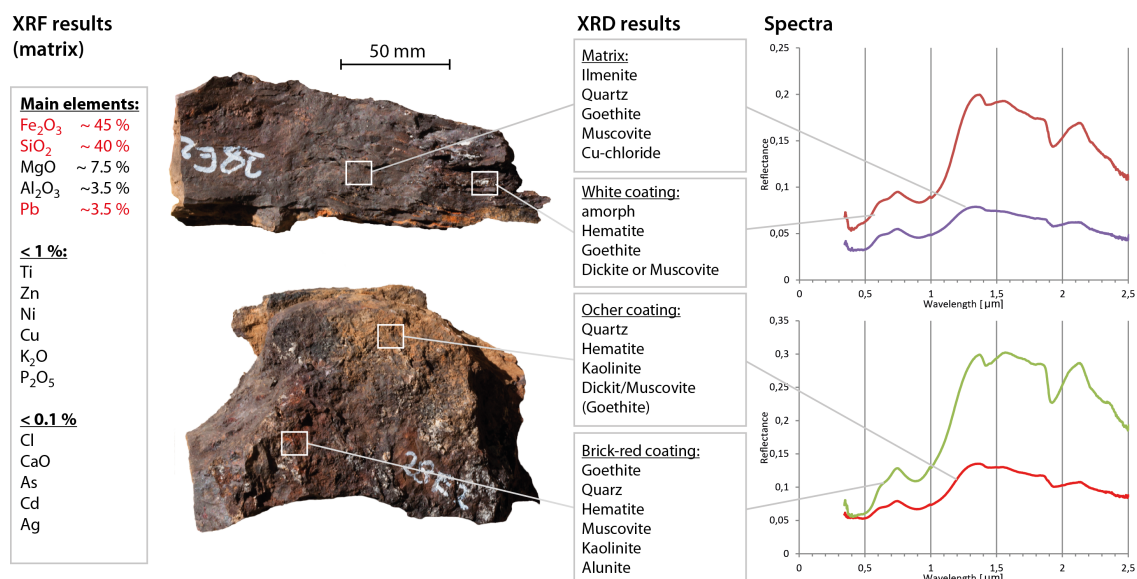 XRF results
(matrix)
Main elements:
Fe₂O₃ ~ 45 %
SiO₂ ~ 40 %
MgO ~ 7.5 %
Al₂O₃ ~3.5 %
Pb ~3.5 %
< 1 %:
Ti
Zn
Ni
Cu
K₂O
P₂O₅
< 0.1 %
Cl
CaO
As
Cd
Ag
50 mm
28E2
28E2
XRD results
Matrix:
Ilmenite
Quartz
Goethite
Muscovite
Cu-chloride
White coating:
amorph
Hematite
Goethite
Dickite or Muscovite
Ocher coating:
Quartz
Hematite
Kaolinite
Dickit/Muscovite
(Goethite)
Brick-red coating:
Goethite
Quarz
Hematite
Muscovite
Kaolinite
Alunite
Spectra
0,25
0,2
0,15
0,1
0,05
0
Reflectance
0 0,5 1 1,5 2 2,5
Wavelength [ µm]
0,35
0,3
0,25
0,2
0,15
0,1
0,05
0
Reflectance
0 0,5 1 1,5 2 2,5
Wavelength [ µm]